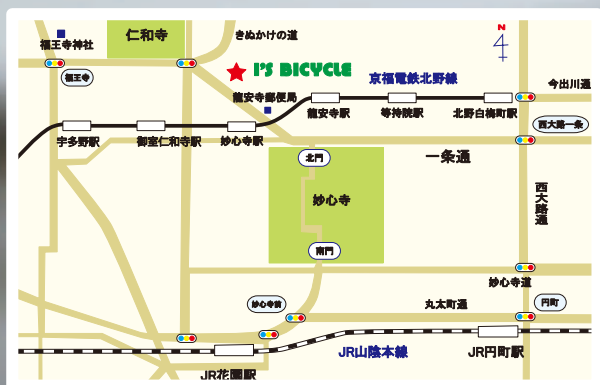 福王寺神社
仁和寺
きぬかけの道
N
福王寺
I'S BICYCLE
京福電鉄北野線
今出川通
龍安寺郵便局
宇多野駅
御室仁和寺駅
妙心寺駅
龍安寺駅
等持院駅
北野白梅町駅
西大路一条
北門
一条通
妙心寺
西大路通
南門
妙心寺道
妙心寺前
丸太町通
円町
JR山陰本線
JR円町駅
JR花園駅